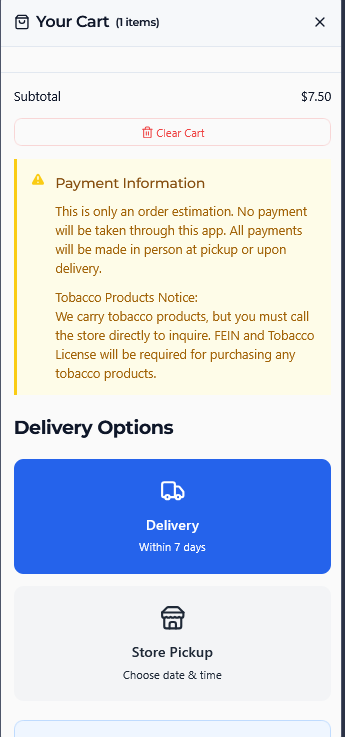 Your Cart (1 items)
Subtotal $7.50
Clear Cart
Payment Information
This is only an order estimation. No payment
will be taken through this app. All payments
will be made in person at pickup or upon
delivery.
Tobacco Products Notice:
We carry tobacco products, but you must call
the store directly to inquire. FEIN and Tobacco
License will be required for purchasing any
tobacco products.
Delivery Options
Delivery
Within 7 days
Store Pickup
Choose date & time